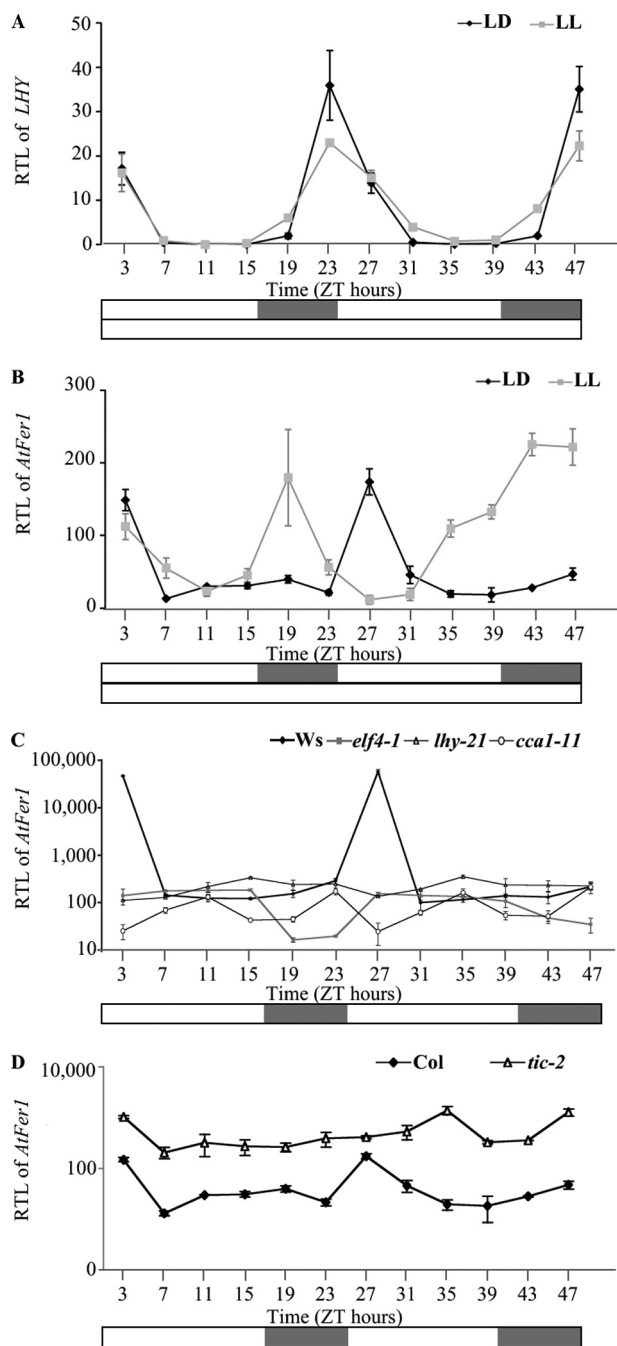 A
LD LL
50
40
30
20
10
0
RTL of LHY
3 7 11 15 19 23 27 31 35 39 43 47
Time (ZT hours)
B
LD LL
300
200
100
0
RTL of AtFer1
3 7 11 15 19 23 27 31 35 39 43 47
Time (ZT hours)
C
Ws elf4-1 lhy-21 cca1-11
100,000
10,000
1,000
100
10
RTL of AtFer1
3 7 11 15 19 23 27 31 35 39 43 47
Time (ZT hours)
D
Col tic-2
10,000
100
0
RTL of AtFer1
3 7 11 15 19 23 27 31 35 39 43 47
Time (ZT hours)